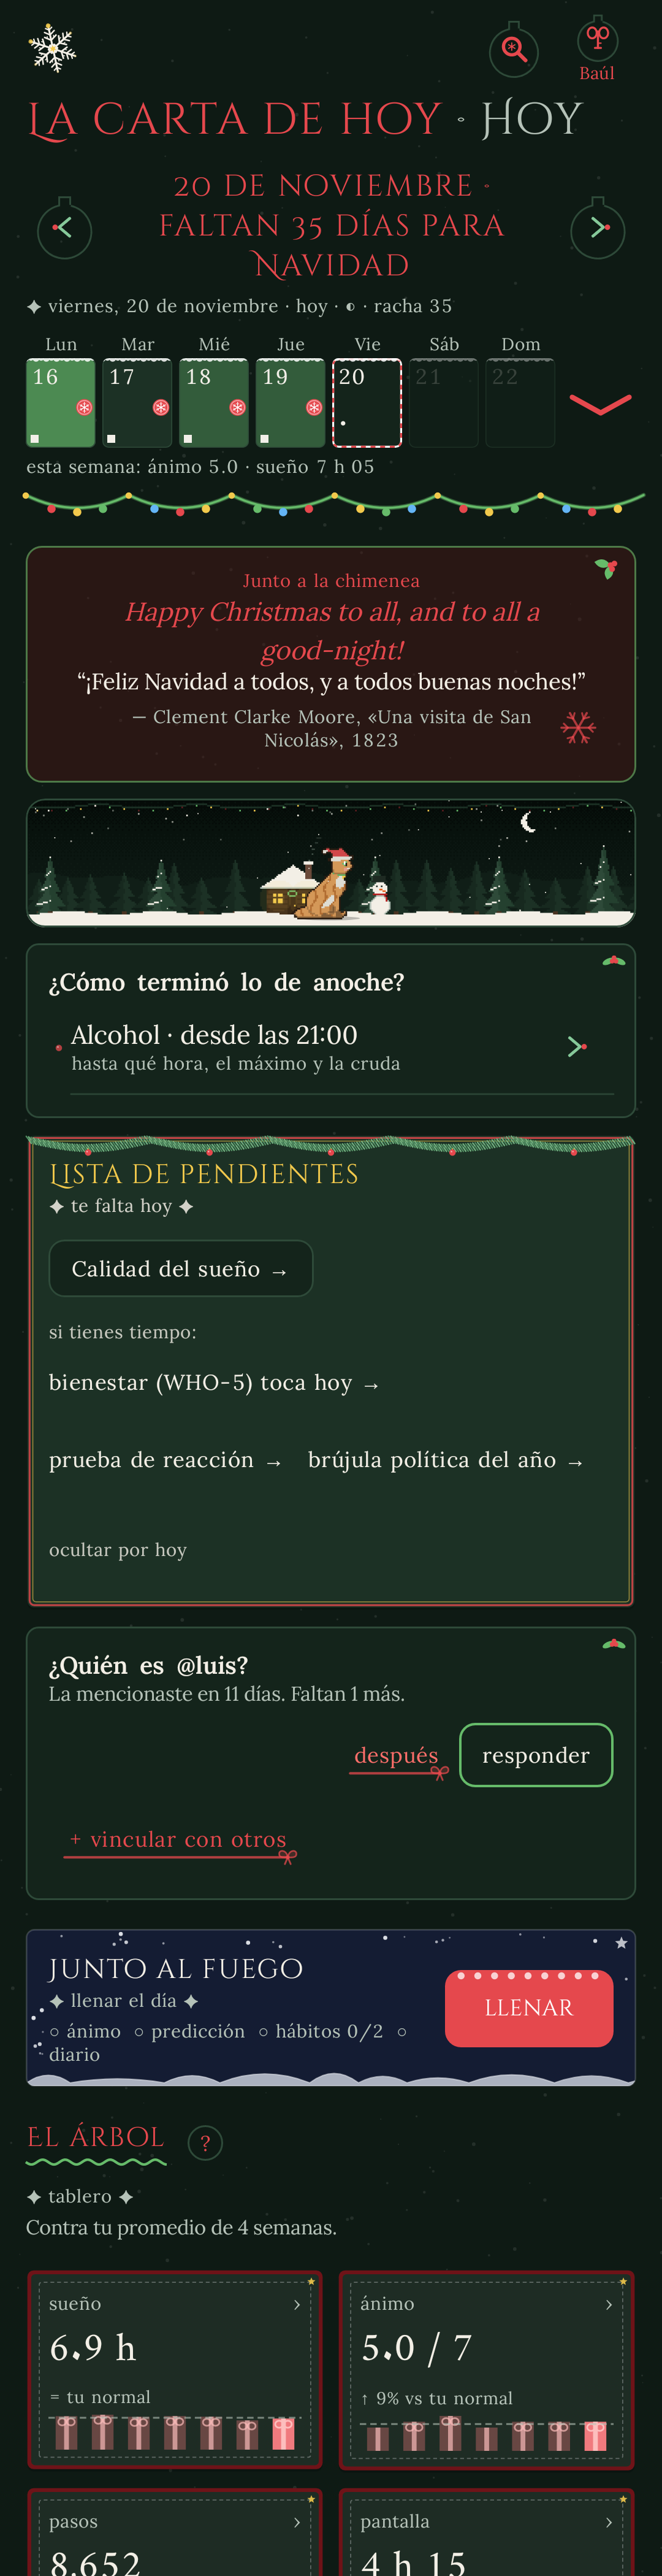 Baúl
La carta de hoy · Hoy
20 de noviembre ·
faltan 35 días para
Navidad
✦ viernes, 20 de noviembre · hoy · ◐ · racha 35
Lun Mar Mié Jue Vie Sáb Dom
16 17 18 19 20 21 22
esta semana: ánimo 5.0 · sueño 7 h 05
Junto a la chimenea
Happy Christmas to all, and to all a
good-night!
“¡Feliz Navidad a todos, y a todos buenas noches!”
— Clement Clarke Moore, «Una visita de San
Nicolás», 1823
¿Cómo terminó lo de anoche?
Alcohol · desde las 21:00
hasta qué hora, el máximo y la cruda
Lista de pendientes
✦ te falta hoy ✦
Calidad del sueño →
si tienes tiempo:
bienestar (WHO-5) toca hoy →
prueba de reacción → brújula política del año →
ocultar por hoy
¿Quién es @luis?
La mencionaste en 11 días. Faltan 1 más.
después responder
+ vincular con otros
Junto al fuego
✦ llenar el día ✦
○ ánimo ○ predicción ○ hábitos 0/2 ○
diario
LLENAR
El árbol ?
✦ tablero ✦
Contra tu promedio de 4 semanas.
sueño › ánimo ›
6.9 h 5.0 / 7
= tu normal ↑ 9% vs tu normal
pasos › pantalla ›
8.652 4 h 15